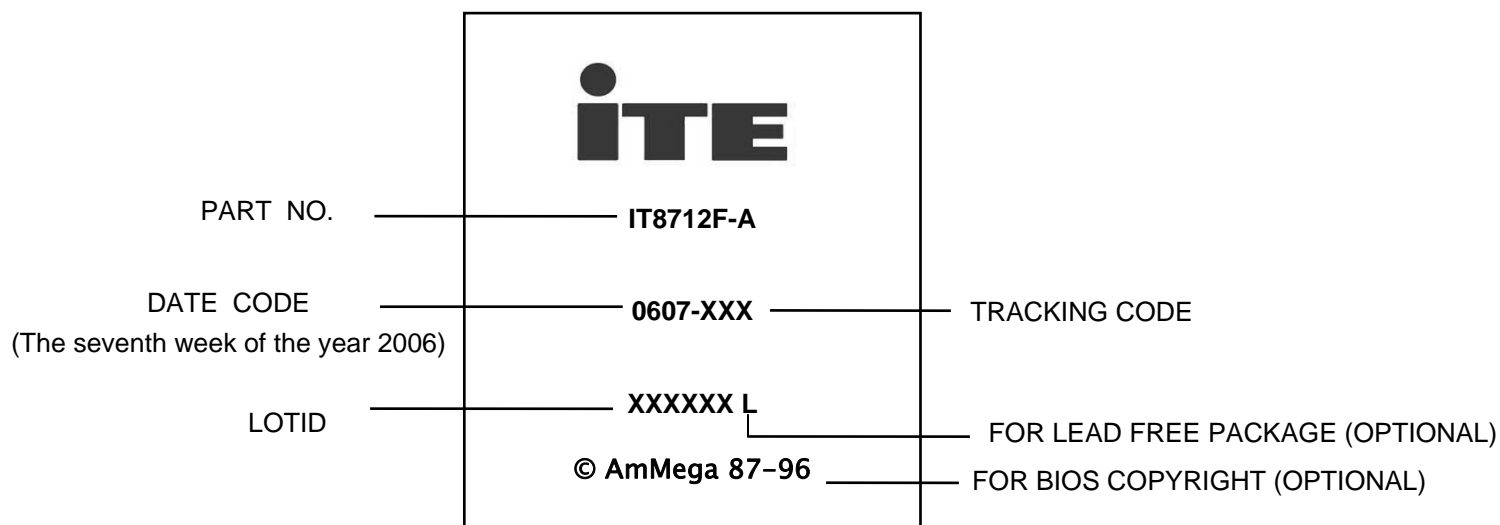 iTE
PART NO. IT8712F-A
DATE CODE 0607-XXX TRACKING CODE
(The seventh week of the year 2006)
LOTID XXXXXX L
FOR LEAD FREE PACKAGE (OPTIONAL)
© AmMega 87-96
FOR BIOS COPYRIGHT (OPTIONAL)